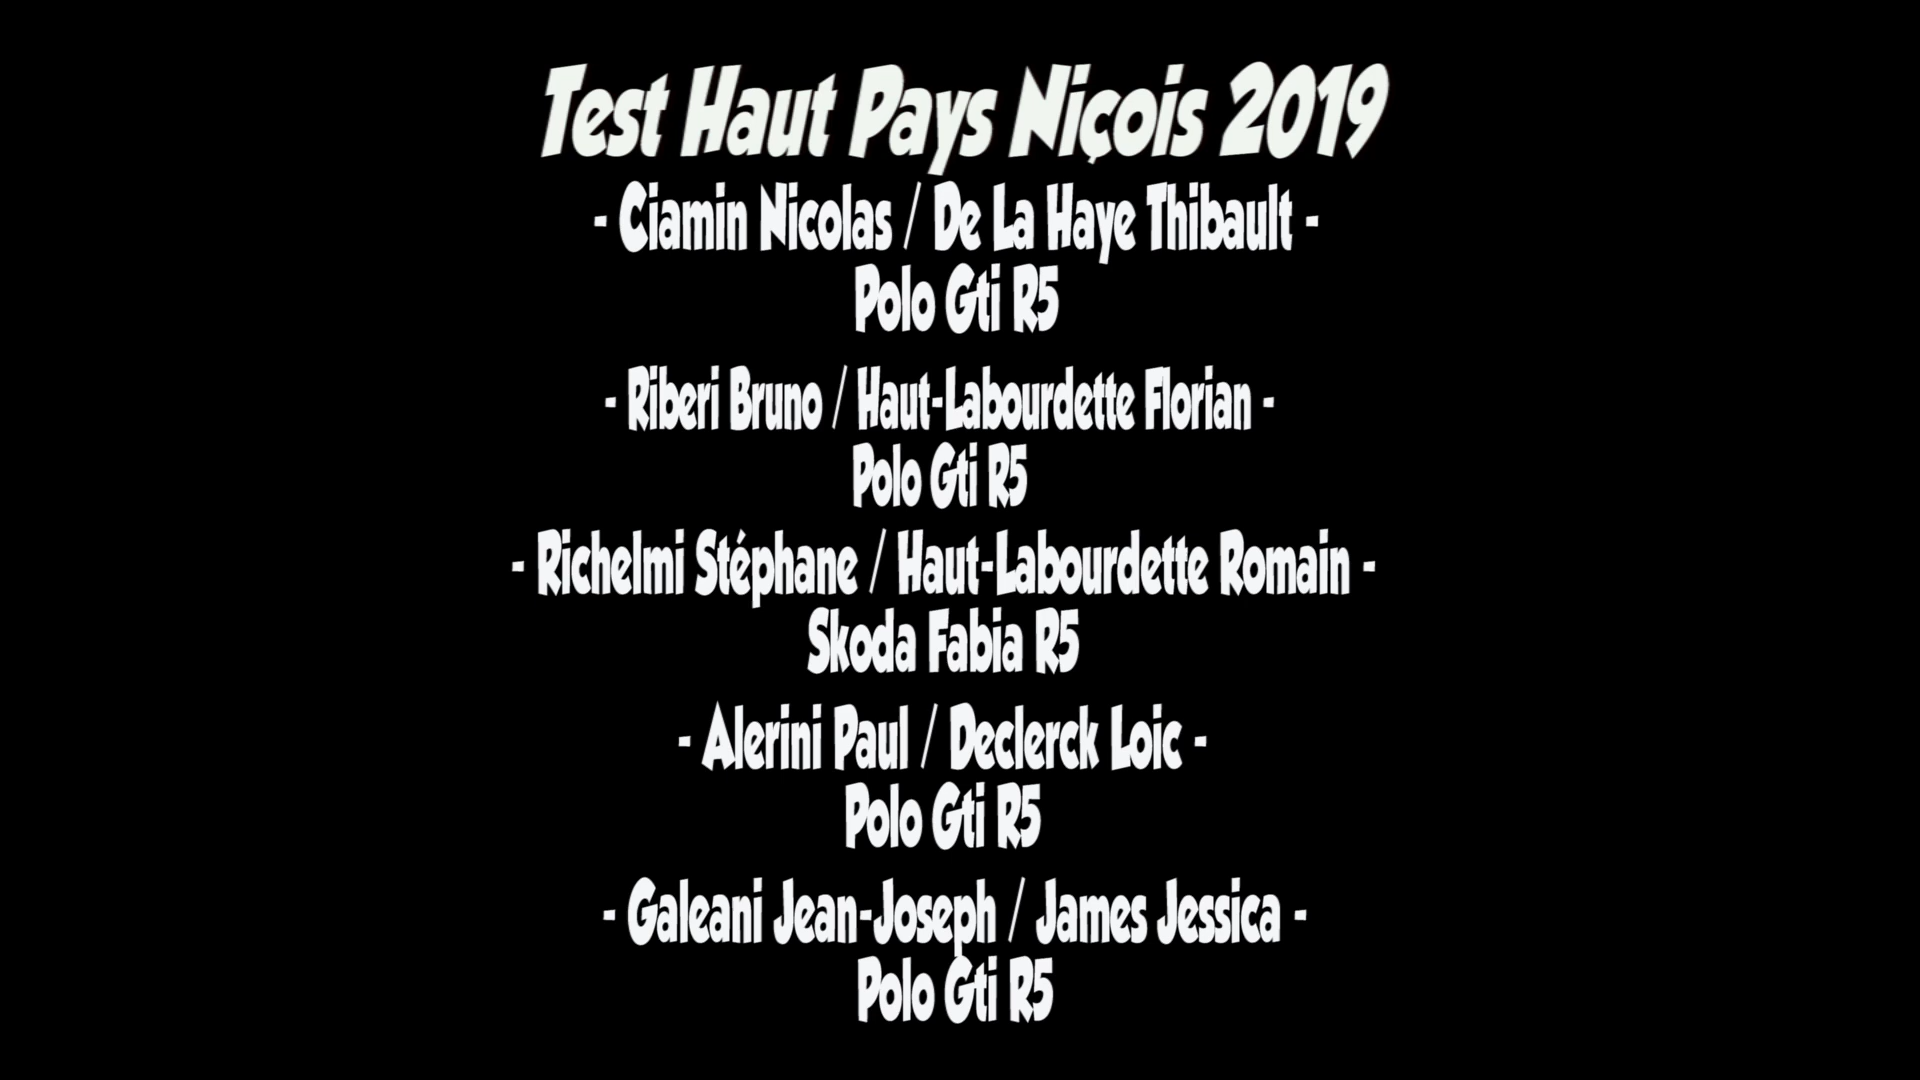 Test Haut Pays Niçois 2019
- Ciamin Nicolas / De La Haye Thibault -
Polo Gti R5
- Riberi Bruno / Haut-Labourdette Florian -
Polo Gti R5
- Richelmi Stéphane / Haut-Labourdette Romain -
Skoda Fabia R5
- Alerini Paul / Declerck Loic -
Polo Gti R5
- Galeani Jean-Joseph / James Jessica -
Polo Gti R5